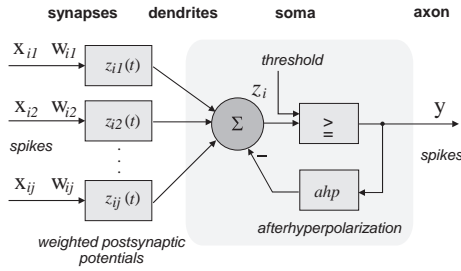 synapses dendrites soma axon
x_{i1} w_{i1} z_{i1}(t)
threshold
x_{i2} w_{i2} z_{i2}(t) Σ z_i ≧ y
spikes spikes
. . . .
x_{ij} w_{ij} z_{ij}(t) − ahp
afterhyperpolarization
weighted postsynaptic
potentials